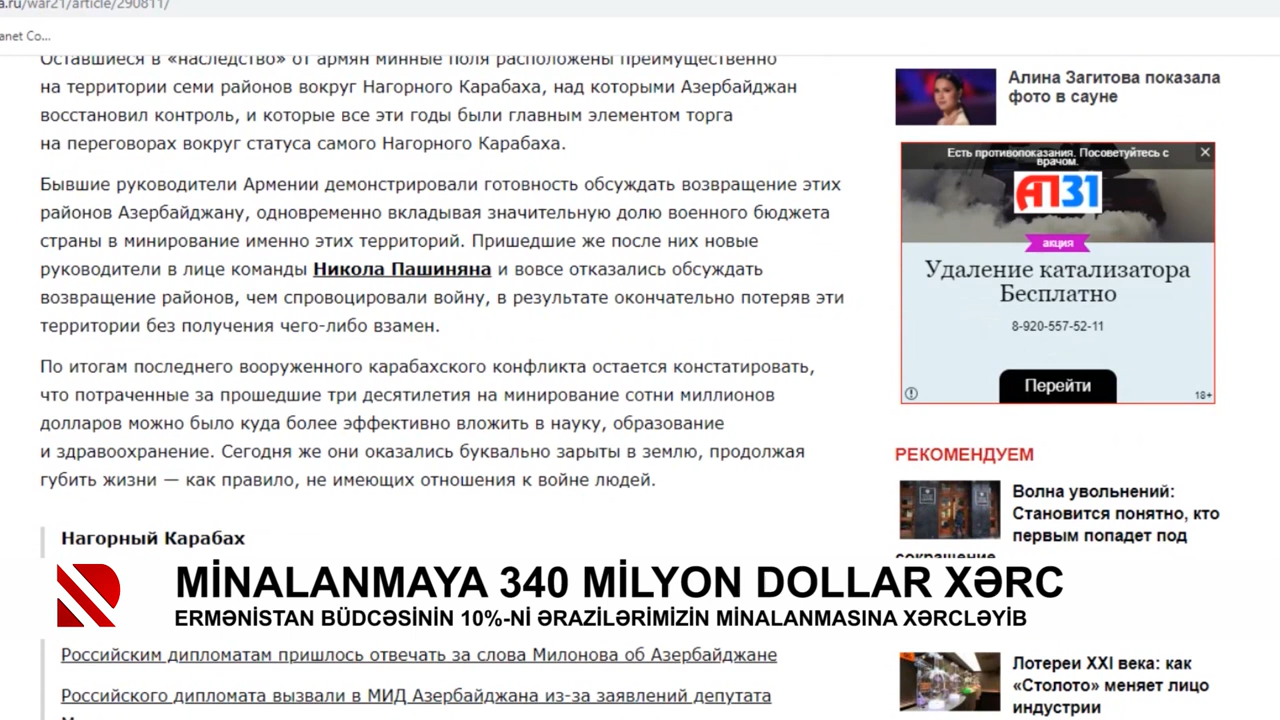 a.ru/war21/article/290811/
anet Co...
Оставшиеся в «наследство» от армян минные поля расположены преимущественно
на территории семи районов вокруг Нагорного Карабаха, над которыми Азербайджан
восстановил контроль, и которые все эти годы были главным элементом торга
на переговорах вокруг статуса самого Нагорного Карабаха.
Бывшие руководители Армении демонстрировали готовность обсуждать возвращение этих
районов Азербайджану, одновременно вкладывая значительную долю военного бюджета
страны в минирование именно этих территорий. Пришедшие же после них новые
руководители в лице команды Никола Пашиняна и вовсе отказались обсуждать
возвращение районов, чем спровоцировали войну, в результате окончательно потеряв эти
территории без получения чего-либо взамен.
По итогам последнего вооруженного карабахского конфликта остается констатировать,
что потраченные за прошедшие три десятилетия на минирование сотни миллионов
долларов можно было куда более эффективно вложить в науку, образование
и здравоохранение. Сегодня же они оказались буквально зарыты в землю, продолжая
губить жизни — как правило, не имеющих отношения к войне людей.
Нагорный Карабах
MİNALANMAYA 340 MİLYON DOLLAR XƏRC
ERMƏNİSTAN BÜDCƏSİNİN 10%-Nİ ƏRAZİLƏRİMİZİN MİNALANMASINA XƏRCLƏYİB
Российским дипломатам пришлось отвечать за слова Милонова об Азербайджане
Российского дипломата вызвали в МИД Азербайджана из-за заявлений депутата
Алина Загитова показала
фото в сауне
Есть противопоказания. Посоветуйтесь с
врачом.
АП31
акция
Удаление катализатора
Бесплатно
8-920-557-52-11
Перейти
18+
РЕКОМЕНДУЕМ
Волна увольнений:
Становится понятно, кто
первым попадет под
сокращение
Лотереи XXI века: как
«Столото» меняет лицо
индустрии